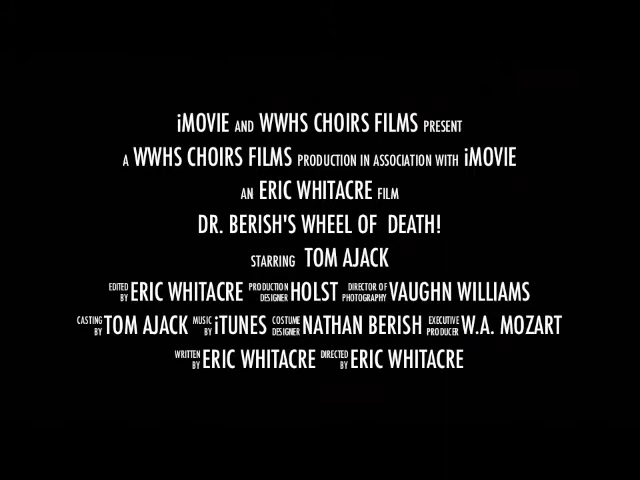 iMOVIE AND WWHS CHOIRS FILMS PRESENT
A WWHS CHOIRS FILMS PRODUCTION IN ASSOCIATION WITH iMOVIE
AN ERIC WHITACRE FILM
DR. BERISH'S WHEEL OF DEATH!
STARRING TOM AJACK
EDITED BY ERIC WHITACRE PRODUCTION DESIGNER HOLST DIRECTOR OF PHOTOGRAPHY VAUGHN WILLIAMS
CASTING BY TOM AJACK MUSIC BY iTUNES COSTUME DESIGNER NATHAN BERISH EXECUTIVE PRODUCER W.A. MOZART
WRITTEN BY ERIC WHITACRE DIRECTED BY ERIC WHITACRE